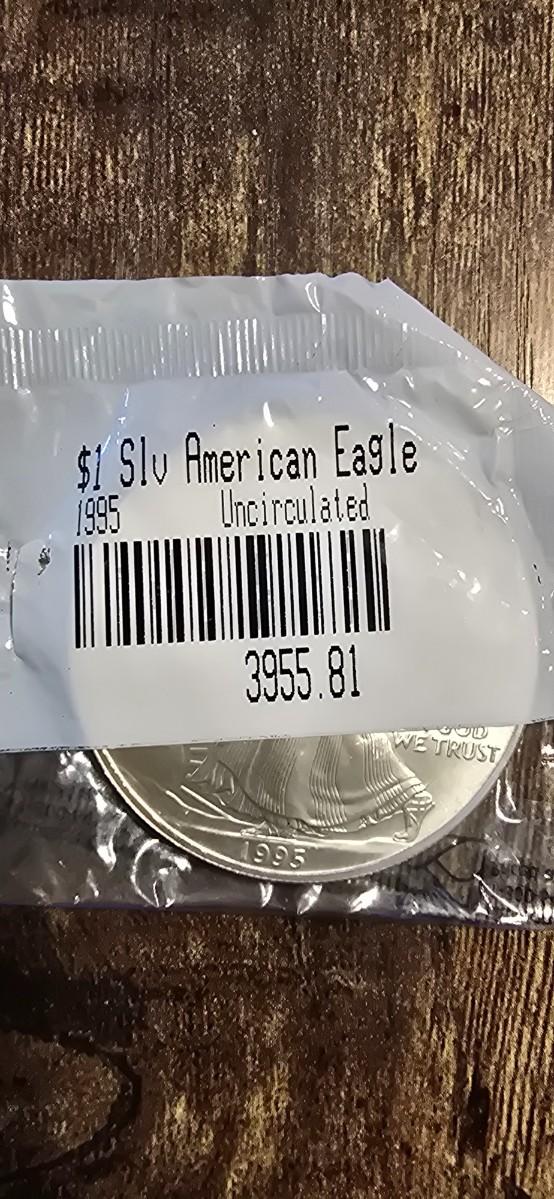 $1 Slv American Eagle
1995 Uncirculated
3955.81
WE TRUST
1995